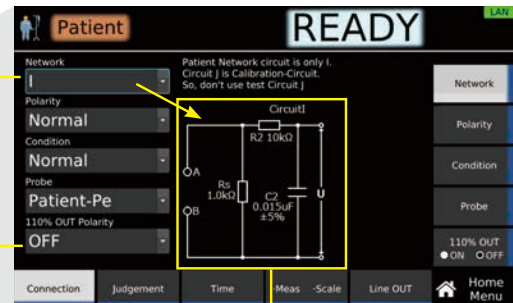 LAN
Patient
READY
Network
I
Polarity
Normal
Condition
Normal
Probe
Patient-Pe
110% OUT Polarity
OFF
Patient Network circuit is only I.
Circuit J is Calibration-Circuit.
So, don't use test Circuit J
CircuitI
R2 10kΩ
A
Rs
1.0kΩ
C2
0.015uF
±5%
U
B
Network
Polarity
Condition
Probe
110% OUT
ON OFF
Connection
Judgement
Time
-Meas -Scale
Line OUT
Home
Menu